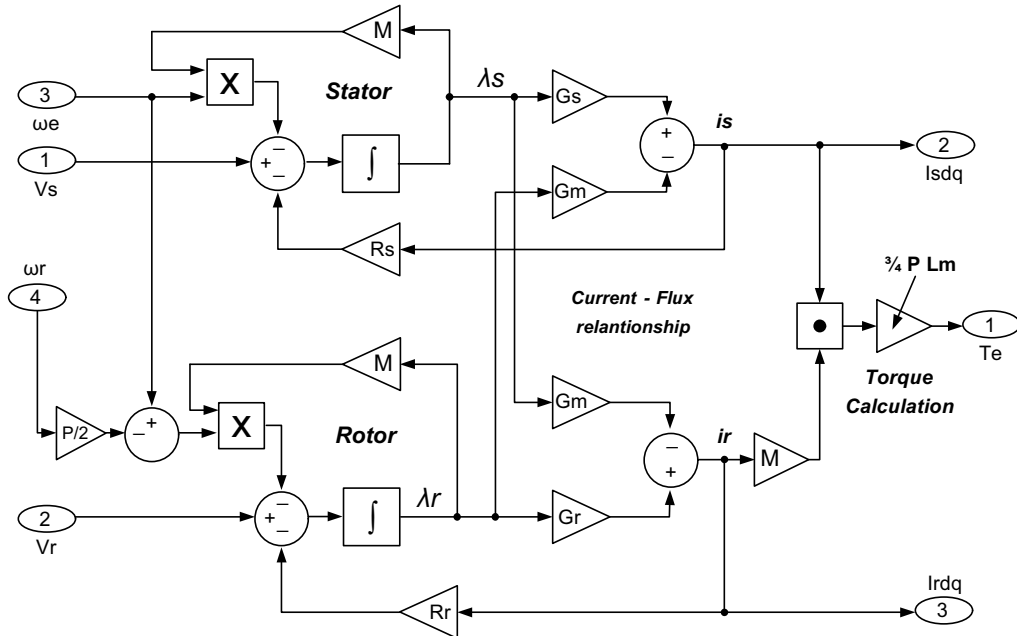 M
Stator
X
3
ωe
1
Vs
λs
Gs
is
2
Isdq
∫
Gm
Rs
ωr
4
Current - Flux
relantionship
¾ P Lm
1
Te
Torque
Calculation
M
Rotor
X
P/2
Gm
ir
M
2
Vr
λr
∫
Gr
Rr
Irdq
3